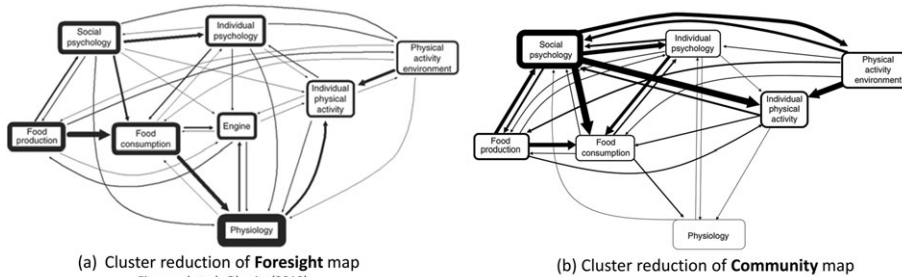 Social
psychology
Individual
psychology
Physical
activity
environment
Individual
physical
activity
Food
production
Food
consumption
Engine
Physiology
(a) Cluster reduction of Foresight map
Social
psychology
Individual
psychology
Physical
activity
environment
Individual
physical
activity
Food
production
Food
consumption
Physiology
(b) Cluster reduction of Community map